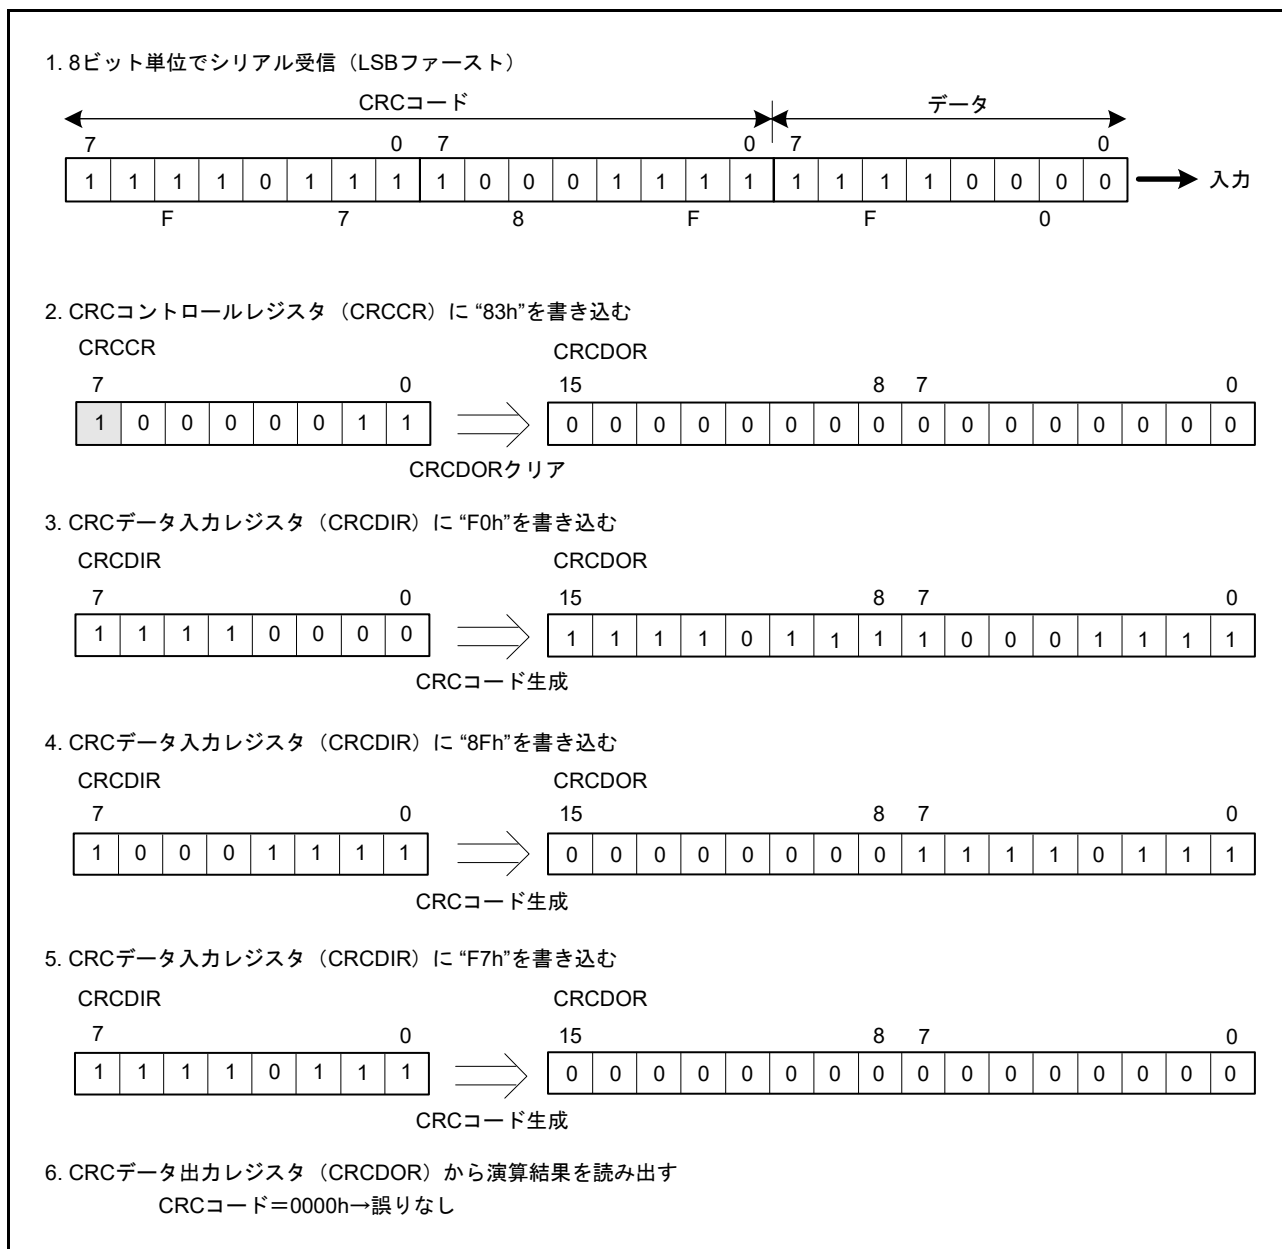 1. 8ビット単位でシリアル受信（LSBファースト）
CRCコード データ
7 0 7 0 7 0
1 1 1 1 0 1 1 1 1 0 0 0 1 1 1 1 1 1 1 1 0 0 0 0 入力
F 7 8 F F 0
2. CRCコントロールレジスタ（CRCCR）に “83h”を書き込む
CRCCR CRCDOR
7 0 15 8 7 0
1 0 0 0 0 0 1 1 0 0 0 0 0 0 0 0 0 0 0 0 0 0 0 0
CRCDORクリア
3. CRCデータ入力レジスタ（CRCDIR）に “F0h”を書き込む
CRCDIR CRCDOR
7 0 15 8 7 0
1 1 1 1 0 0 0 0 1 1 1 1 0 1 1 1 1 0 0 0 1 1 1 1
CRCコード生成
4. CRCデータ入力レジスタ（CRCDIR）に “8Fh”を書き込む
CRCDIR CRCDOR
7 0 15 8 7 0
1 0 0 0 1 1 1 1 0 0 0 0 0 0 0 0 1 1 1 1 0 1 1 1
CRCコード生成
5. CRCデータ入力レジスタ（CRCDIR）に “F7h”を書き込む
CRCDIR CRCDOR
7 0 15 8 7 0
1 1 1 1 0 1 1 1 0 0 0 0 0 0 0 0 0 0 0 0 0 0 0 0
CRCコード生成
6. CRCデータ出力レジスタ（CRCDOR）から演算結果を読み出す
CRCコード＝0000h→誤りなし